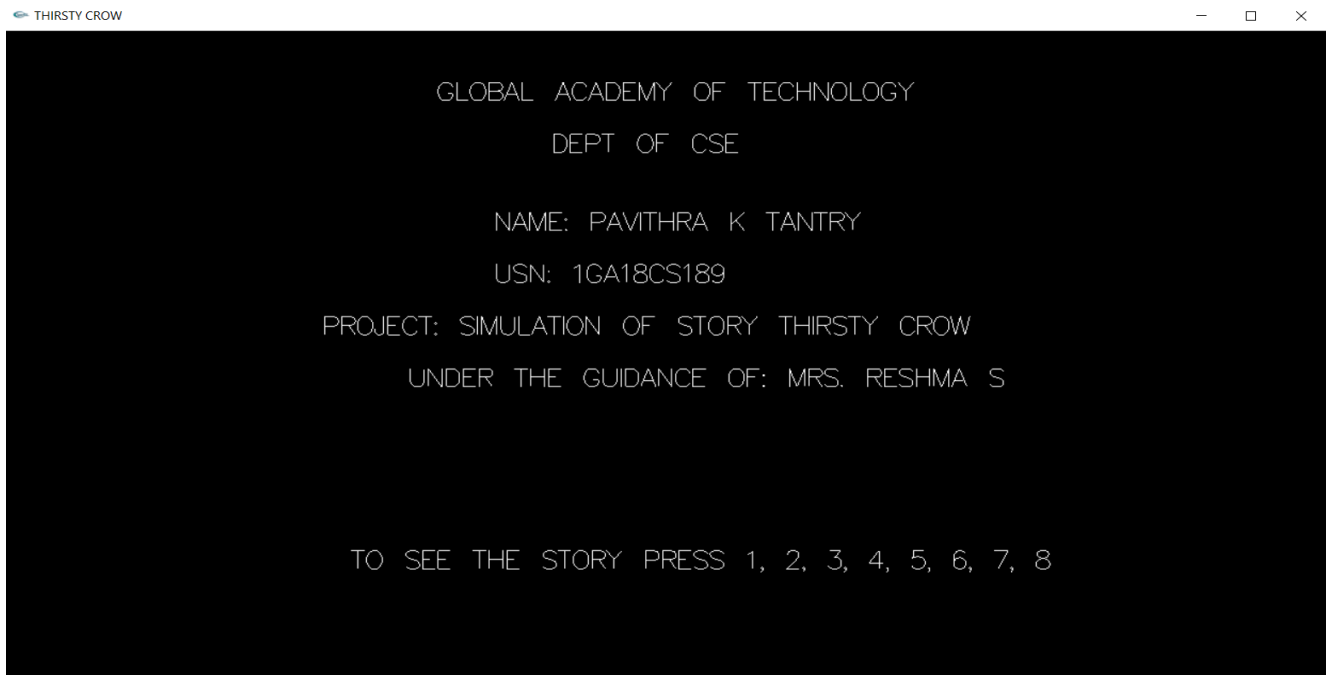 THIRSTY CROW
GLOBAL ACADEMY OF TECHNOLOGY
DEPT OF CSE
NAME: PAVITHRA K TANTRY
USN: 1GA18CS189
PROJECT: SIMULATION OF STORY THIRSTY CROW
UNDER THE GUIDANCE OF: MRS. RESHMA S
TO SEE THE STORY PRESS 1, 2, 3, 4, 5, 6, 7, 8